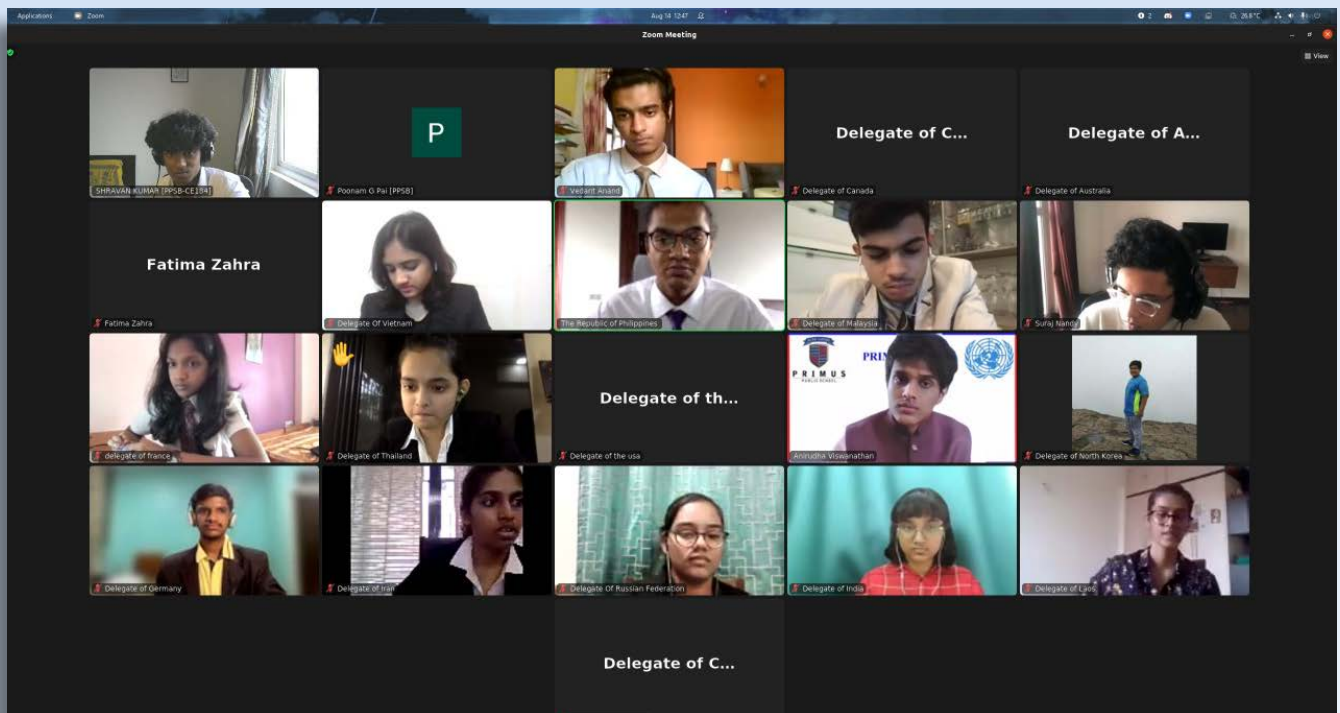 Applications Zoom Aug 14 12:47 2 26.8°C
Zoom Meeting
View
SHRAVAN KUMAR [PPSB-CE184]
P
Poonam G Pai [PPSB]
Vedant Anand
Delegate of C...
Delegate of Canada
Delegate of A...
Delegate of Australia
Fatima Zahra
Fatima Zahra
Delegate Of Vietnam
The Republic of Philippines
Delegate of Malaysia
Suraj Nandy
delegate of france
Delegate of Thailand
Delegate of th...
Delegate of the usa
PRIMUS
PUBLIC SCHOOL
Anirudha Viswanathan
Delegate of North Korea
Delegate of Germany
Delegate of Iran
Delegate Of Russian Federation
Delegate of India
Delegate of Laos
Delegate of C...